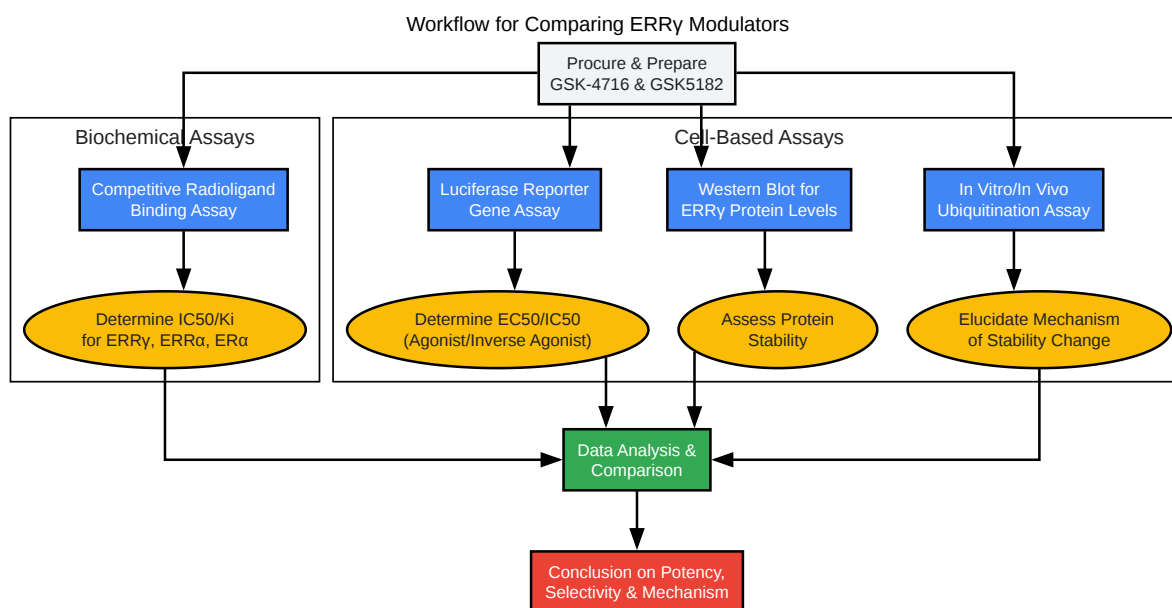 Workflow for Comparing ERRγ Modulators
Procure & Prepare
GSK-4716 & GSK5182
Biochemical Assays
Cell-Based Assays
Competitive Radioligand
Binding Assay
Luciferase Reporter
Gene Assay
Western Blot for
ERRγ Protein Levels
In Vitro/In Vivo
Ubiquitination Assay
Determine IC50/Ki
for ERRγ, ERRα, ERα
Determine EC50/IC50
(Agonist/Inverse Agonist)
Assess Protein
Stability
Elucidate Mechanism
of Stability Change
Data Analysis &
Comparison
Conclusion on Potency,
Selectivity & Mechanism